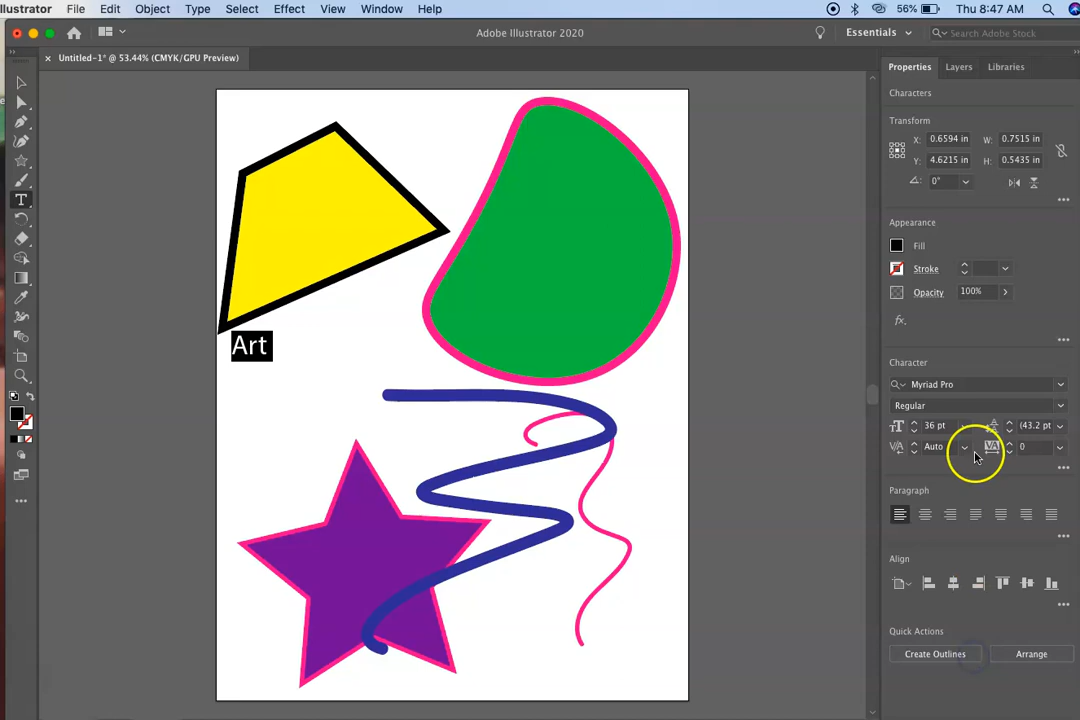 Illustrator File Edit Object Type Select Effect View Window Help 56% Thu 8:47 AM
Adobe Illustrator 2020 Essentials Search Adobe Stock
× Untitled-1* @ 53.44% (CMYK/GPU Preview)
Properties Layers Libraries
Characters
Transform
X: 0.6594 in W: 0.7515 in
Y: 4.6215 in H: 0.5435 in
0°
Appearance
Fill
Stroke
Opacity 100%
fx.
Art
Character
Myriad Pro
Regular
36 pt (43.2 pt
Auto 0
Paragraph
Align
Quick Actions
Create Outlines Arrange